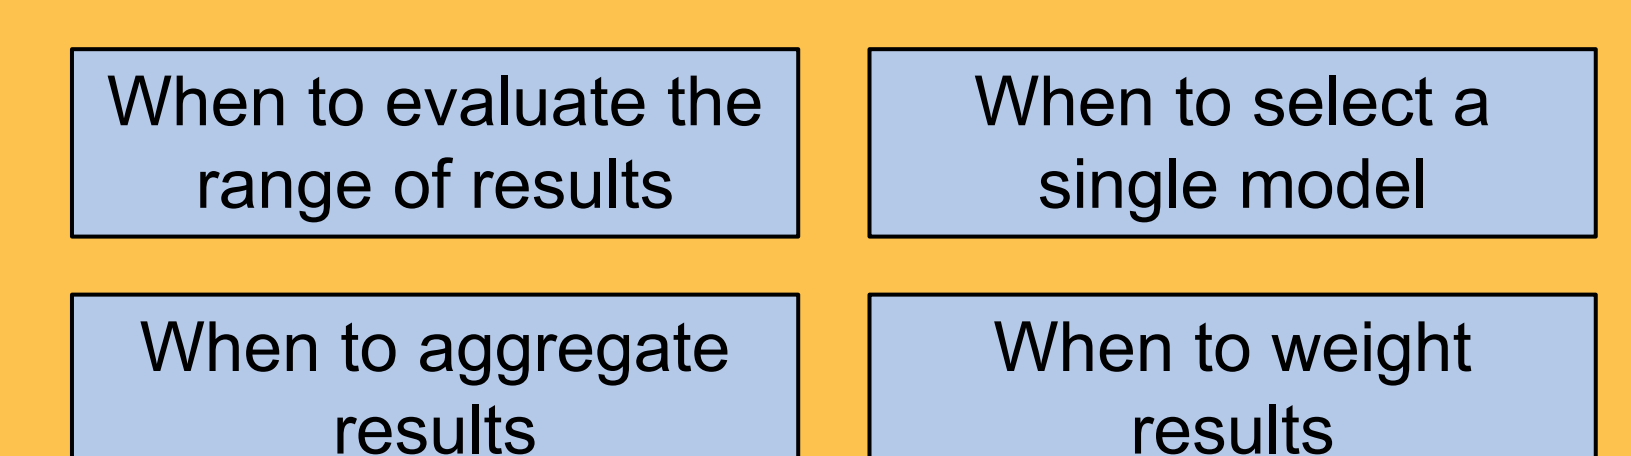 When to evaluate the
range of results
When to select a
single model
When to aggregate
results
When to weight
results